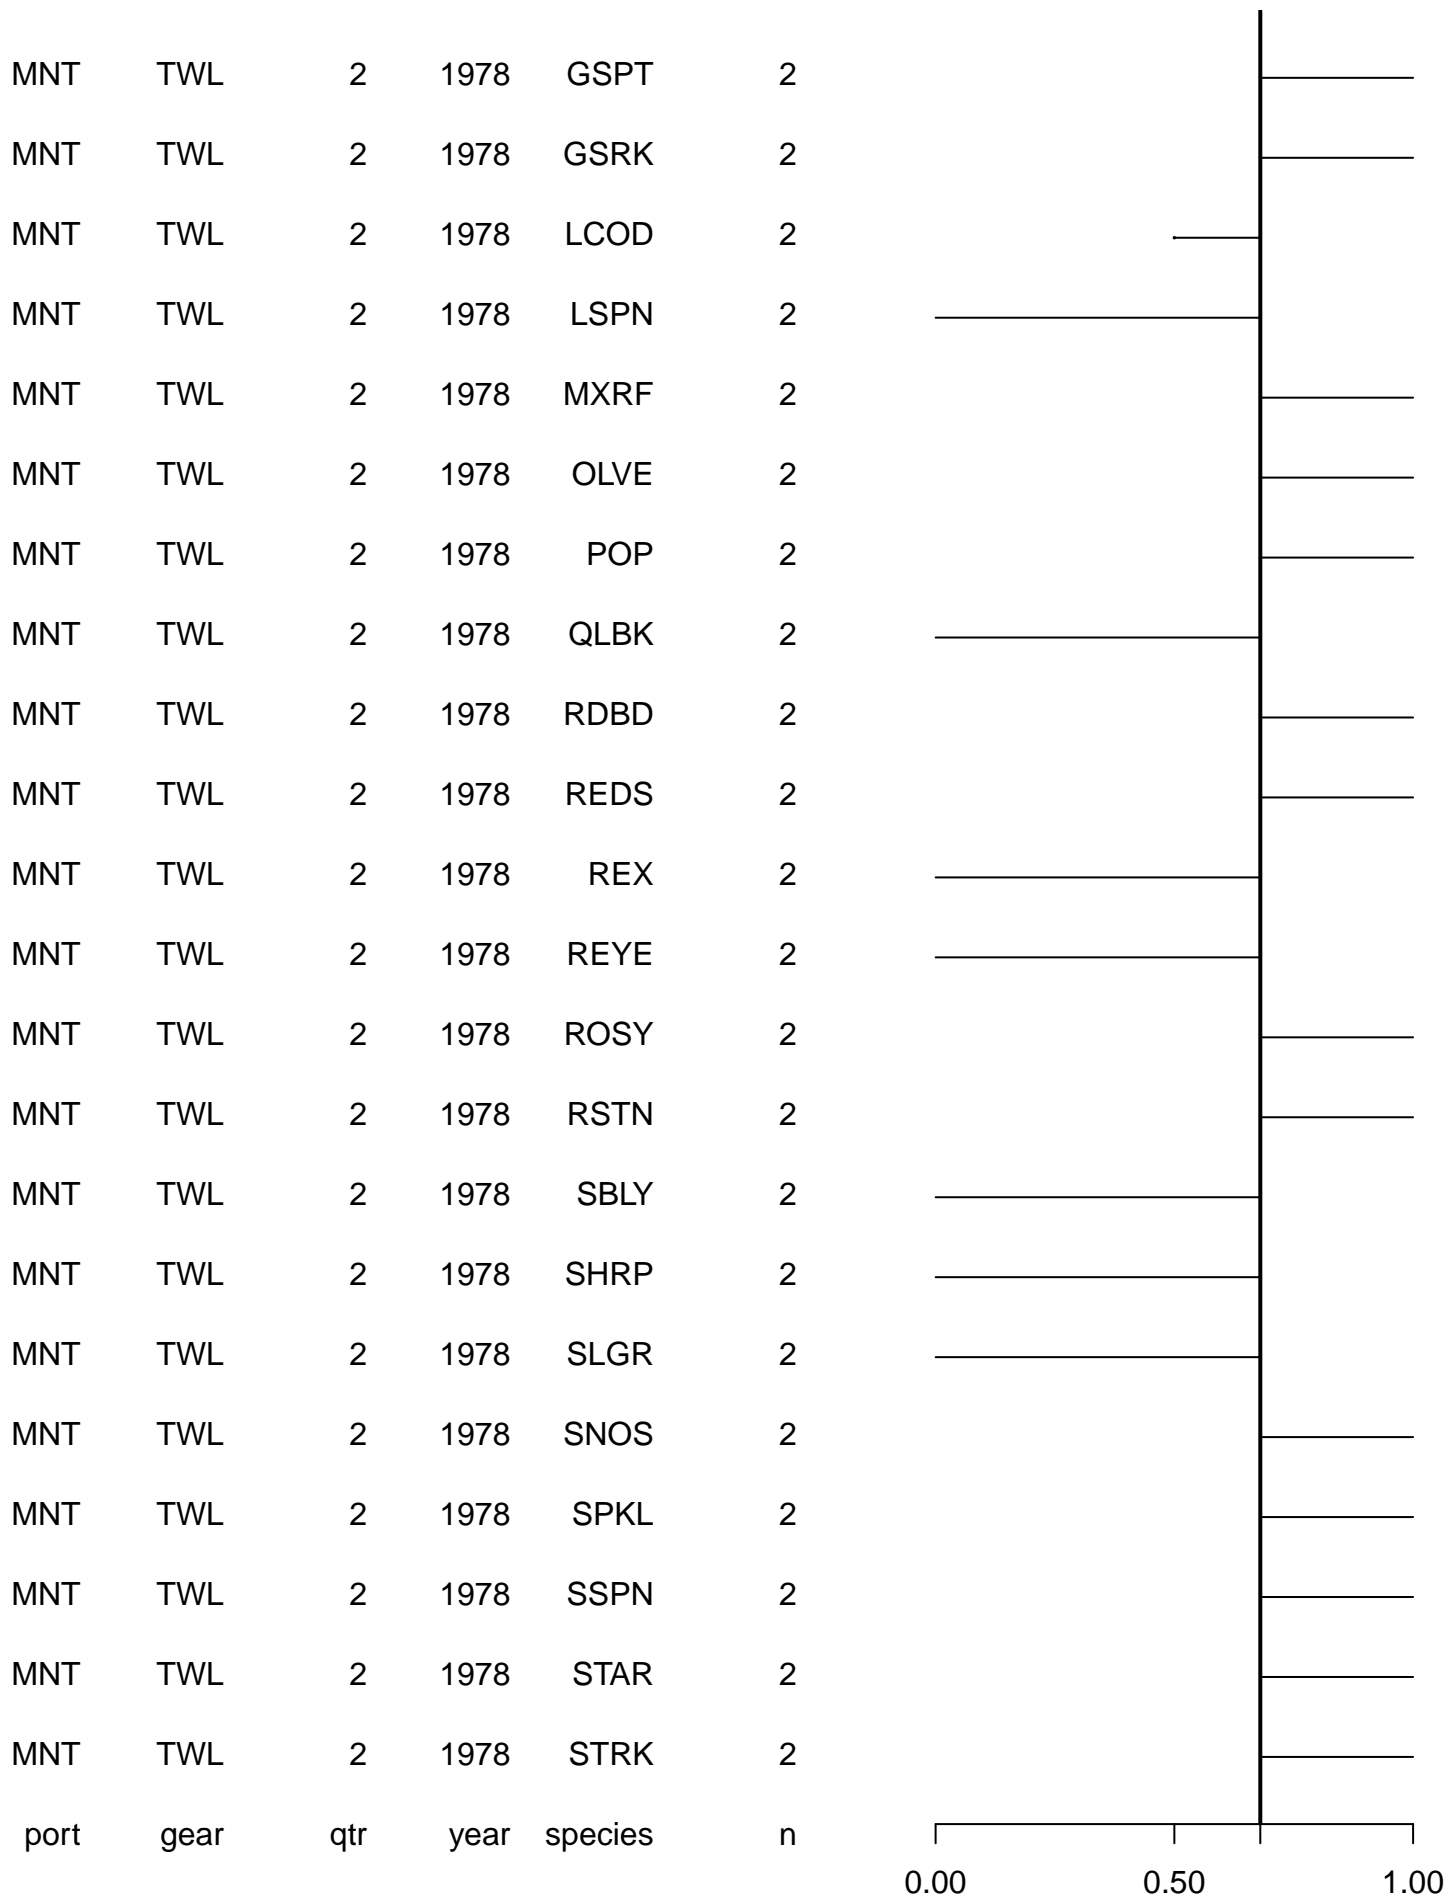 MNT TWL 2 1978 GSPT 2
MNT TWL 2 1978 GSRK 2
MNT TWL 2 1978 LCOD 2
MNT TWL 2 1978 LSPN 2
MNT TWL 2 1978 MXRF 2
MNT TWL 2 1978 OLVE 2
MNT TWL 2 1978 POP 2
MNT TWL 2 1978 QLBK 2
MNT TWL 2 1978 RDBD 2
MNT TWL 2 1978 REDS 2
MNT TWL 2 1978 REX 2
MNT TWL 2 1978 REYE 2
MNT TWL 2 1978 ROSY 2
MNT TWL 2 1978 RSTN 2
MNT TWL 2 1978 SBLY 2
MNT TWL 2 1978 SHRP 2
MNT TWL 2 1978 SLGR 2
MNT TWL 2 1978 SNOS 2
MNT TWL 2 1978 SPKL 2
MNT TWL 2 1978 SSPN 2
MNT TWL 2 1978 STAR 2
MNT TWL 2 1978 STRK 2
port gear qtr year species n
0.00 0.50 1.00